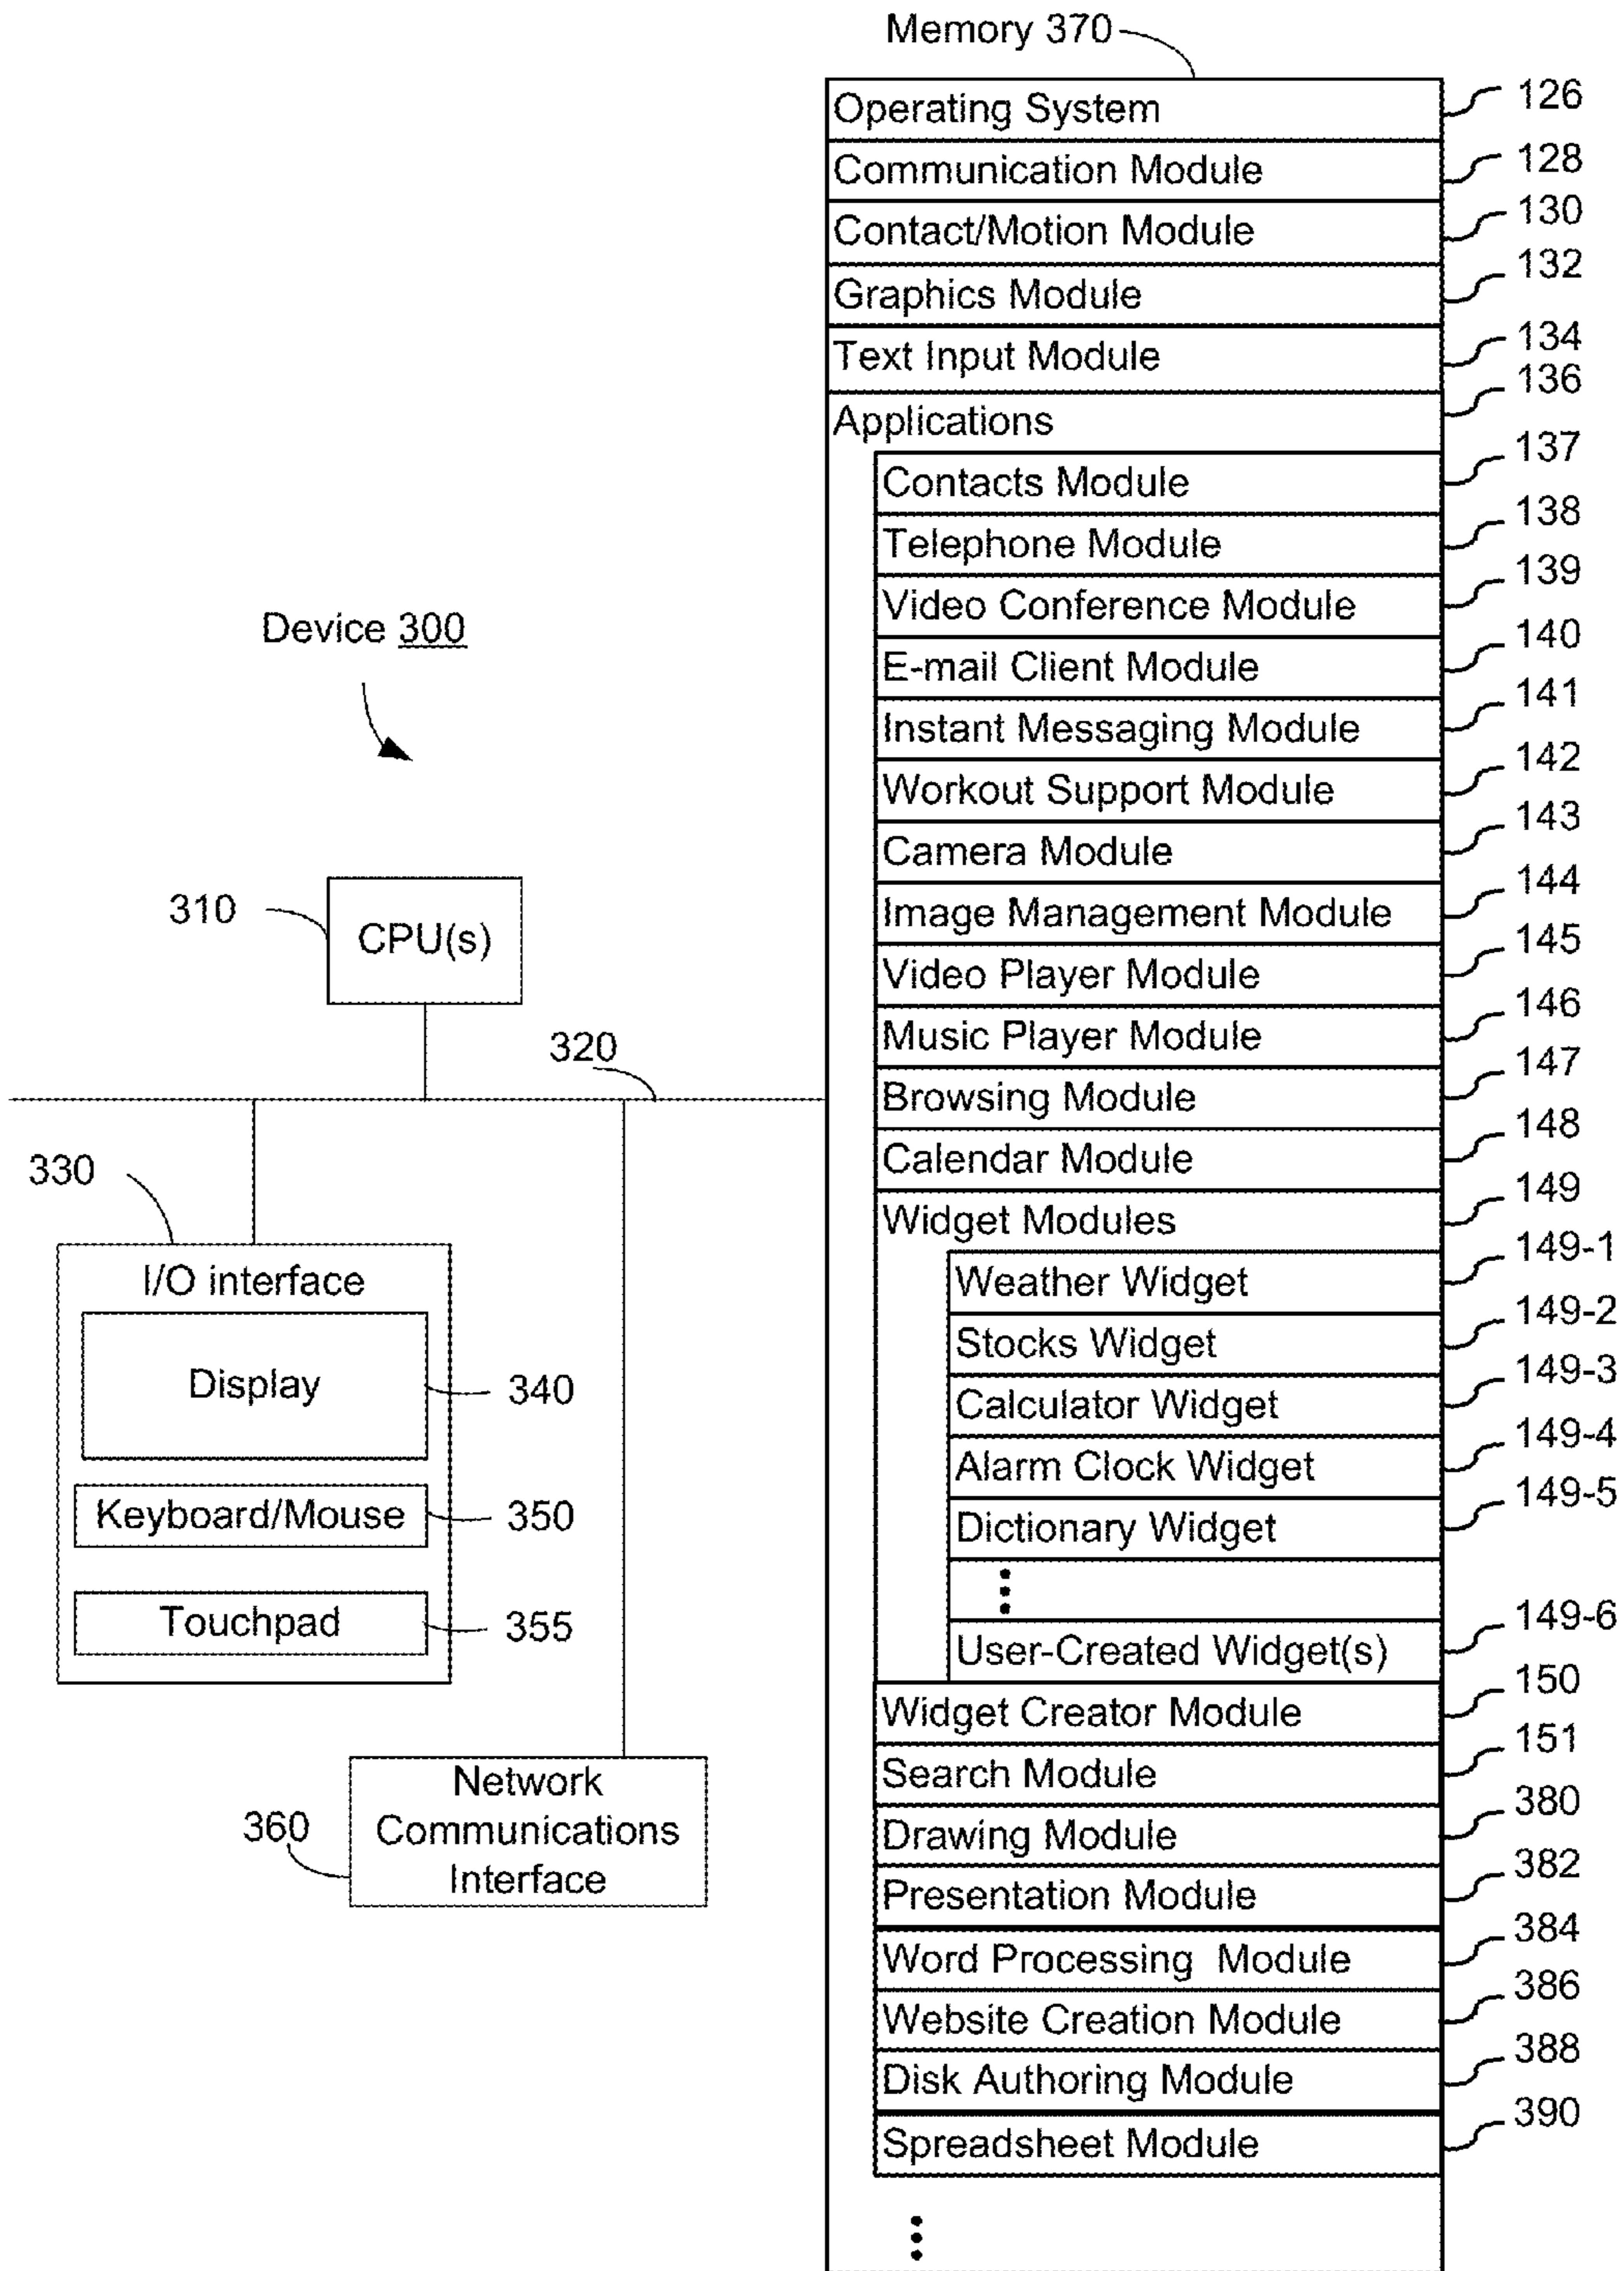 Memory 370
Operating System 126
Communication Module 128
Contact/Motion Module 130
Graphics Module 132
Text Input Module 134
Applications 136
Contacts Module 137
Telephone Module 138
Video Conference Module 139
E-mail Client Module 140
Instant Messaging Module 141
Workout Support Module 142
Camera Module 143
Image Management Module 144
Video Player Module 145
Music Player Module 146
Browsing Module 147
Calendar Module 148
Widget Modules 149
Weather Widget 149-1
Stocks Widget 149-2
Calculator Widget 149-3
Alarm Clock Widget 149-4
Dictionary Widget 149-5
User-Created Widget(s) 149-6
Widget Creator Module 150
Search Module 151
Drawing Module 380
Presentation Module 382
Word Processing Module 384
Website Creation Module 386
Disk Authoring Module 388
Spreadsheet Module 390
Device 300
310
CPU(s)
320
330
I/O interface
Display 340
Keyboard/Mouse 350
Touchpad 355
360
Network
Communications
Interface